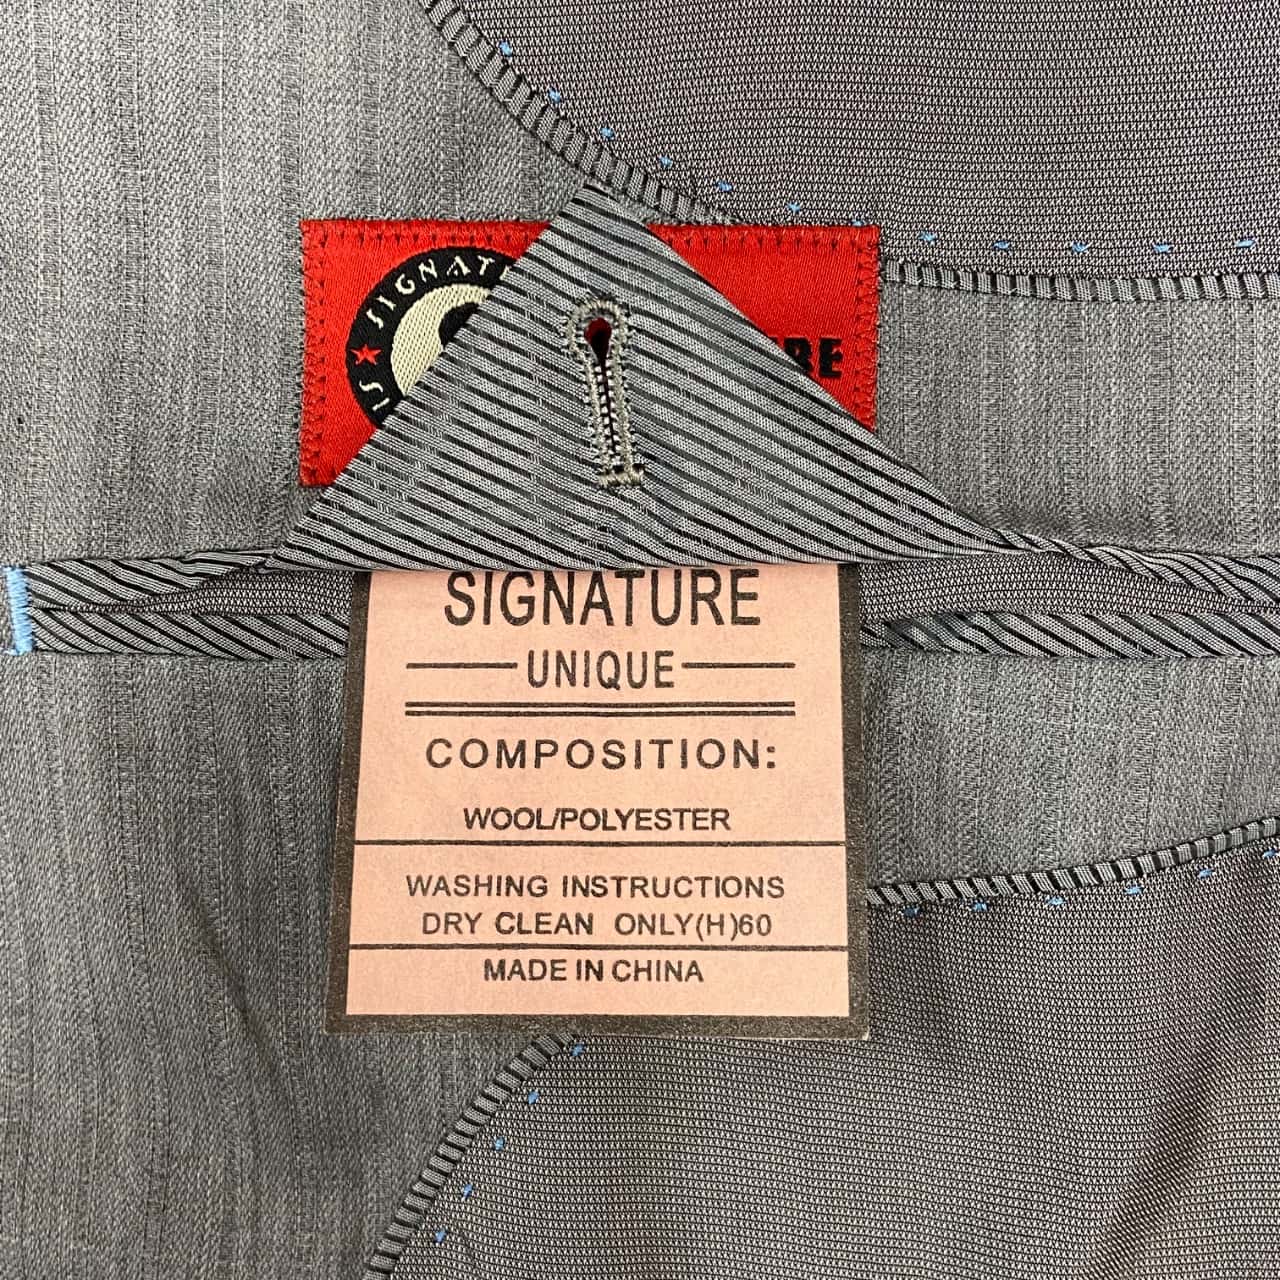 SIGNATURE
UNIQUE
COMPOSITION:
WOOL/POLYESTER
WASHING INSTRUCTIONS
DRY CLEAN ONLY(H)60
MADE IN CHINA